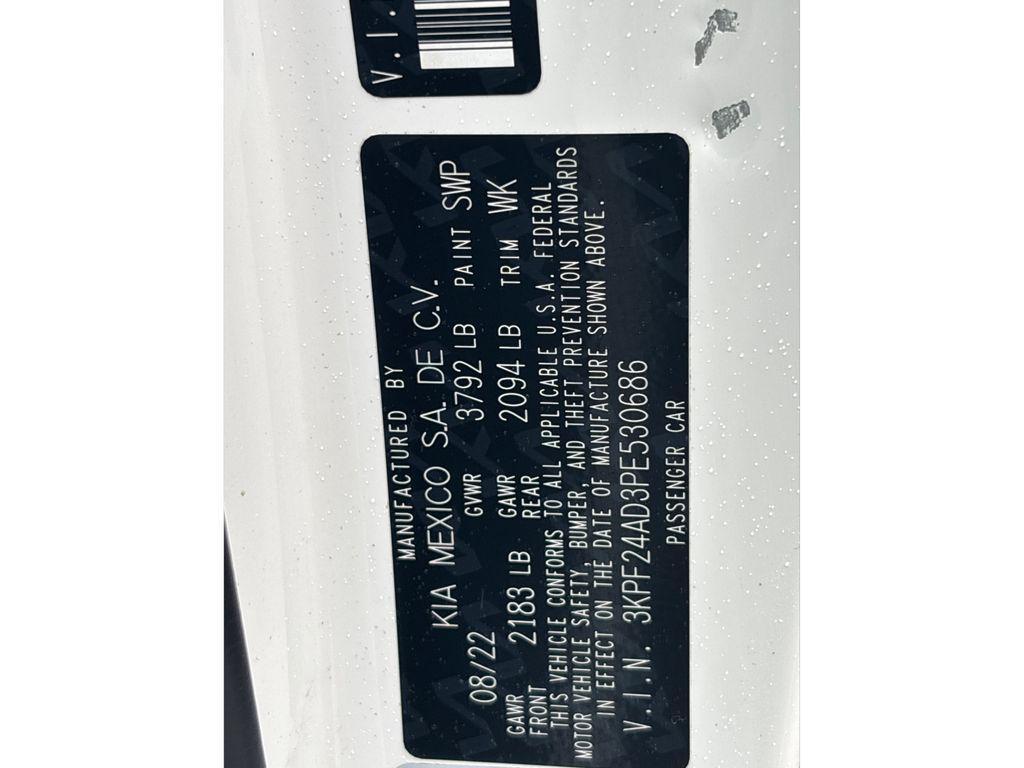 V.I.
MANUFACTURED BY
KIA MEXICO S.A. DE C.V.
08/22 GVWR 3792 LB PAINT SWP
GAWR FRONT 2183 LB GAWR REAR 2094 LB TRIM WK
THIS VEHICLE CONFORMS TO ALL APPLICABLE U.S.A. FEDERAL
MOTOR VEHICLE SAFETY, BUMPER, AND THEFT PREVENTION STANDARDS
IN EFFECT ON THE DATE OF MANUFACTURE SHOWN ABOVE.
V.I.N. 3KPF24AD3PE530686
PASSENGER CAR